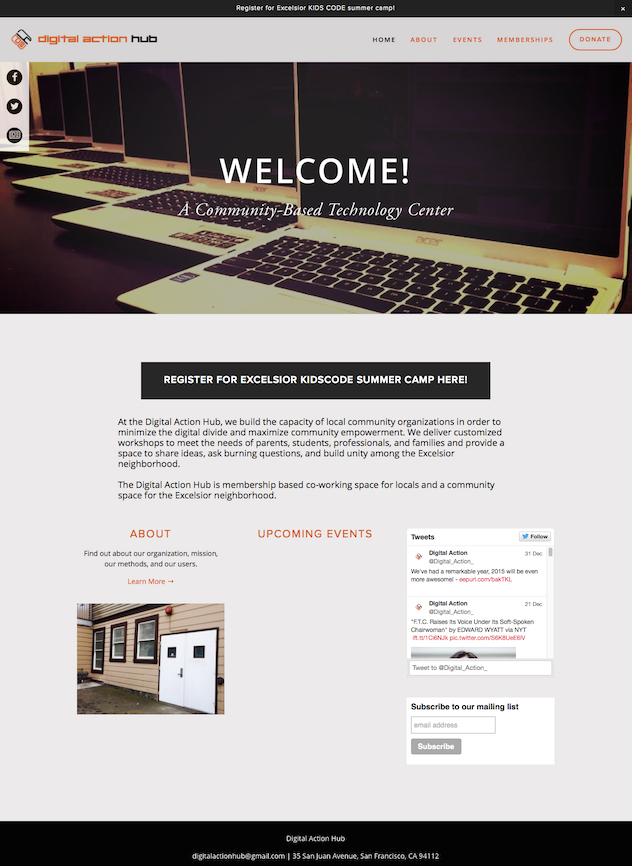 Register for Excelsior KIDS CODE summer camp!
×
digital action hub
HOME
ABOUT
EVENTS
MEMBERSHIPS
DONATE
WELCOME!
A Community-Based Technology Center
acer
REGISTER FOR EXCELSIOR KIDSCODE SUMMER CAMP HERE!
At the Digital Action Hub, we build the capacity of local community organizations in order to
minimize the digital divide and maximize community empowerment. We deliver customized
workshops to meet the needs of parents, students, professionals, and families and provide a
space to share ideas, ask burning questions, and build unity among the Excelsior
neighborhood.
The Digital Action Hub is membership based co-working space for locals and a community
space for the Excelsior neighborhood.
ABOUT
Find out about our organization, mission,
our methods, and our users.
Learn More →
UPCOMING EVENTS
Tweets
Follow
Digital Action
31 Dec
@Digital_Action_
We've had a remarkable year, 2015 will be even
more awesome! - eepurl.com/bakTKL
Digital Action
21 Dec
@Digital_Action_
"F.T.C. Raises Its Voice Under Its Soft-Spoken
Chairwoman" by EDWARD WYATT via NYT
ift.tt/1Ci6NJx pic.twitter.com/S6K8UeE6IV
Tweet to @Digital_Action_
Subscribe to our mailing list
email address
Subscribe
Digital Action Hub
digitalactionhub@gmail.com | 35 San Juan Avenue, San Francisco, CA 94112